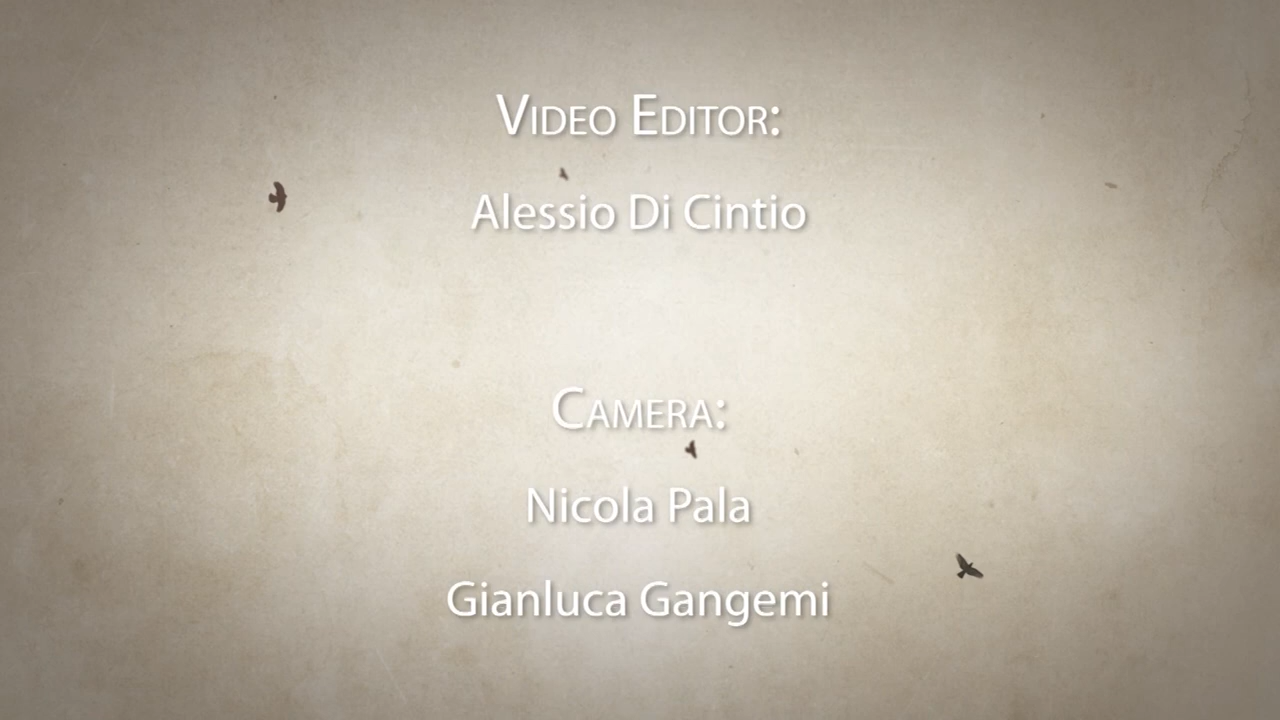 Video Editor:
Alessio Di Cintio
Camera:
Nicola Pala
Gianluca Gangemi